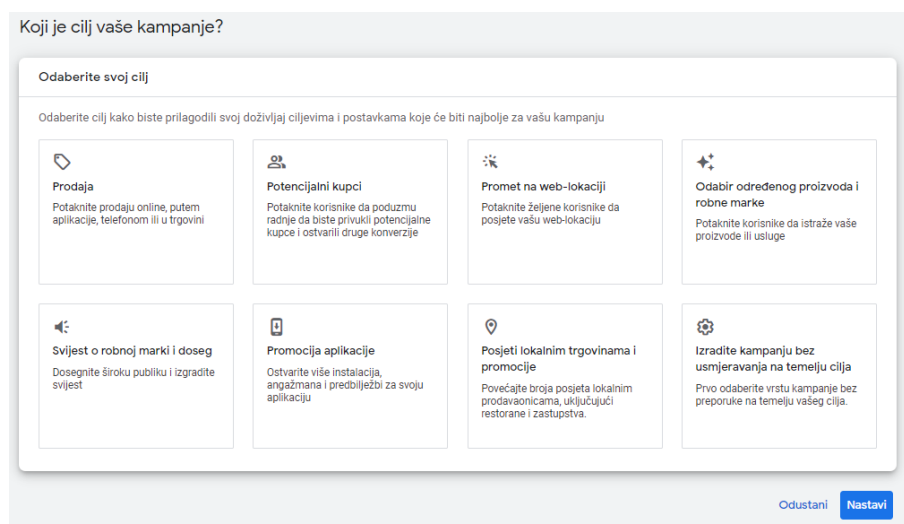 Koji je cilj vaše kampanje?
Odaberite svoj cilj
Odaberite cilj kako biste prilagodili svoj doživljaj ciljevima i postavkama koje će biti najbolje za vašu kampanju
Prodaja
Potaknite prodaju online, putem
aplikacije, telefonom ili u trgovini
Potencijalni kupci
Potaknite korisnike da poduzmu
radnje da biste privukli potencijalne
kupce i ostvarili druge konverzije
Promet na web-lokaciji
Potaknite željene korisnike da
posjete vašu web-lokaciju
Odabir određenog proizvoda i
robne marke
Potaknite korisnike da istraže vaše
proizvode ili usluge
Svijest o robnoj marki i doseg
Dosegnite široku publiku i izgradite
svijest
Promocija aplikacije
Ostvarite više instalacija,
angažmana i predbilježbi za svoju
aplikaciju
Posjeti lokalnim trgovinama i
promocije
Povećajte broja posjeta lokalnim
prodavaonicama, uključujući
restorane i zastupstva.
Izradite kampanju bez
usmjeravanja na temelju cilja
Prvo odaberite vrstu kampanje bez
preporuke na temelju vašeg cilja.
Odustani
Nastavi